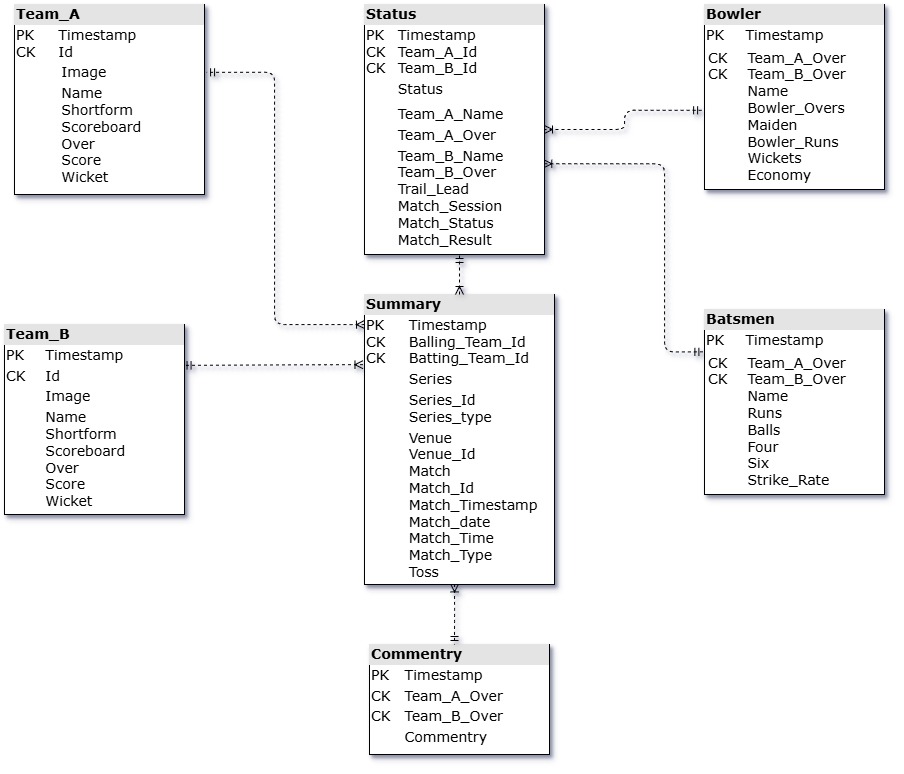 Team_A
PK Timestamp
CK Id
Image
Name
Shortform
Scoreboard
Over
Score
Wicket
Status
PK Timestamp
CK Team_A_Id
CK Team_B_Id
Status
Team_A_Name
Team_A_Over
Team_B_Name
Team_B_Over
Trail_Lead
Match_Session
Match_Status
Match_Result
Bowler
PK Timestamp
CK Team_A_Over
CK Team_B_Over
Name
Bowler_Overs
Maiden
Bowler_Runs
Wickets
Economy
Team_B
PK Timestamp
CK Id
Image
Name
Shortform
Scoreboard
Over
Score
Wicket
Summary
PK Timestamp
CK Balling_Team_Id
CK Batting_Team_Id
Series
Series_Id
Series_type
Venue
Venue_Id
Match
Match_Id
Match_Timestamp
Match_date
Match_Time
Match_Type
Toss
Batsmen
PK Timestamp
CK Team_A_Over
CK Team_B_Over
Name
Runs
Balls
Four
Six
Strike_Rate
Commentry
PK Timestamp
CK Team_A_Over
CK Team_B_Over
Commentry